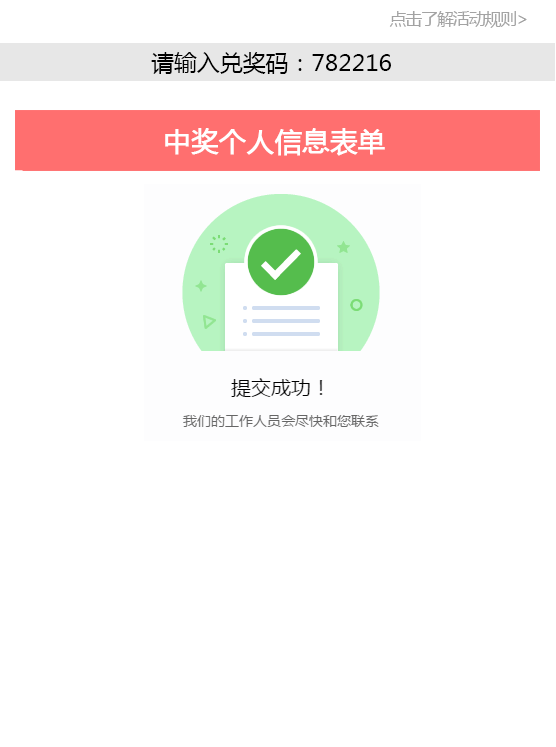 点击了解活动规则>
请输入兑奖码：782216
中奖个人信息表单
提交成功！
我们的工作人员会尽快和您联系